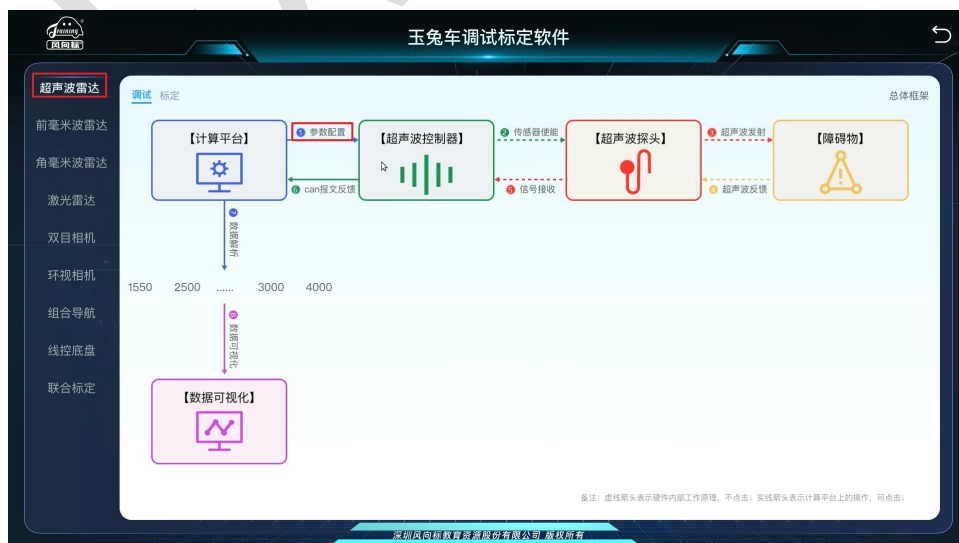 Training
风向标
玉兔车调试标定软件
超声波雷达
前毫米波雷达
角毫米波雷达
激光雷达
双目相机
环视相机
组合导航
线控底盘
联合标定
调试 标定
总体框架
【计算平台】
1 参数配置
【超声波控制器】
2 传感器使能
【超声波探头】
3 超声波发射
【障碍物】
6 can报文反馈
5 信号接收
4 超声波反馈
7 数据解析
1550 2500 ...... 3000 4000
8 数据可视化
【数据可视化】
备注：虚线箭头表示硬件内部工作原理，不点击；实线箭头表示计算平台上的操作，可点击；
深圳风向标教育资源股份有限公司 版权所有